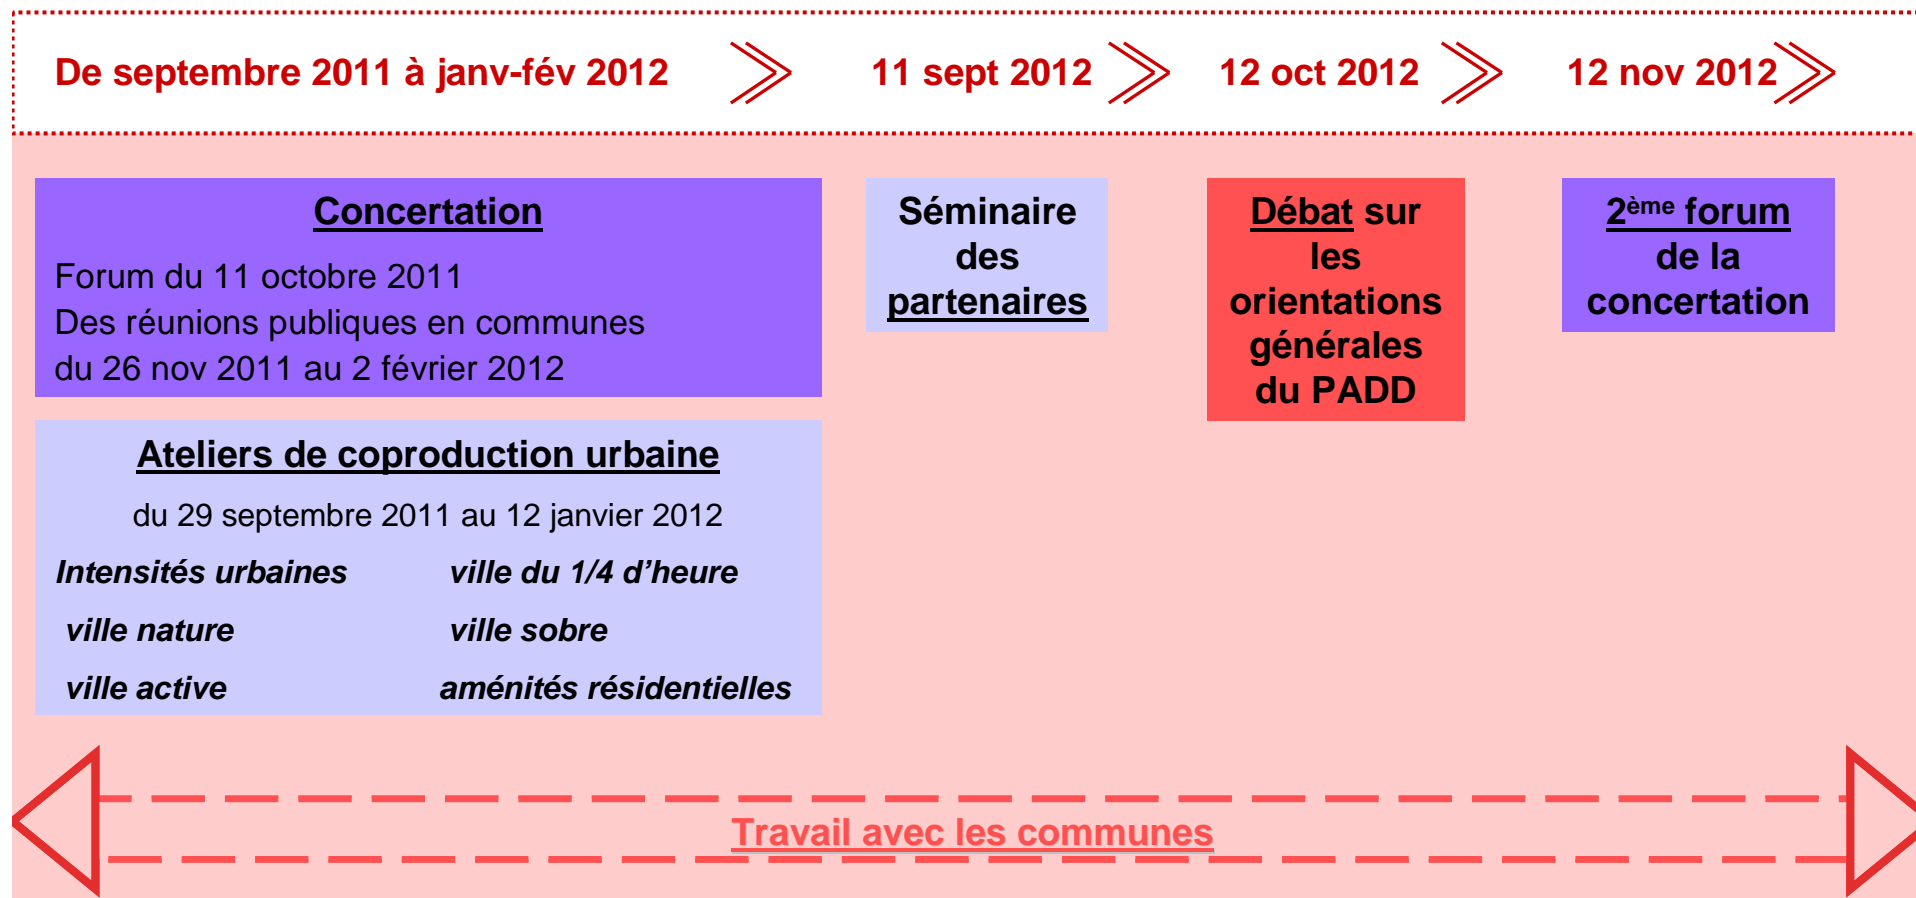 De septembre 2011 à janv-fév 2012
11 sept 2012
12 oct 2012
12 nov 2012
Concertation
Forum du 11 octobre 2011
Des réunions publiques en communes
du 26 nov 2011 au 2 février 2012
Ateliers de coproduction urbaine
du 29 septembre 2011 au 12 janvier 2012
Intensités urbaines
ville du 1/4 d’heure
ville nature
ville sobre
ville active
aménités résidentielles
Séminaire
des
partenaires
Débat sur
les
orientations
générales
du PADD
2ème forum
de la
concertation
Travail avec les communes